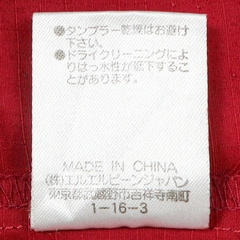 ●タンブラー乾燥はお避け
下さい。
●ドライクリーニングによ
りはっ水性が低下するこ
とがあります。
MADE IN CHINA
(株)エルエルビーンジャパン
東京都武蔵野市吉祥寺南町
1-16-3